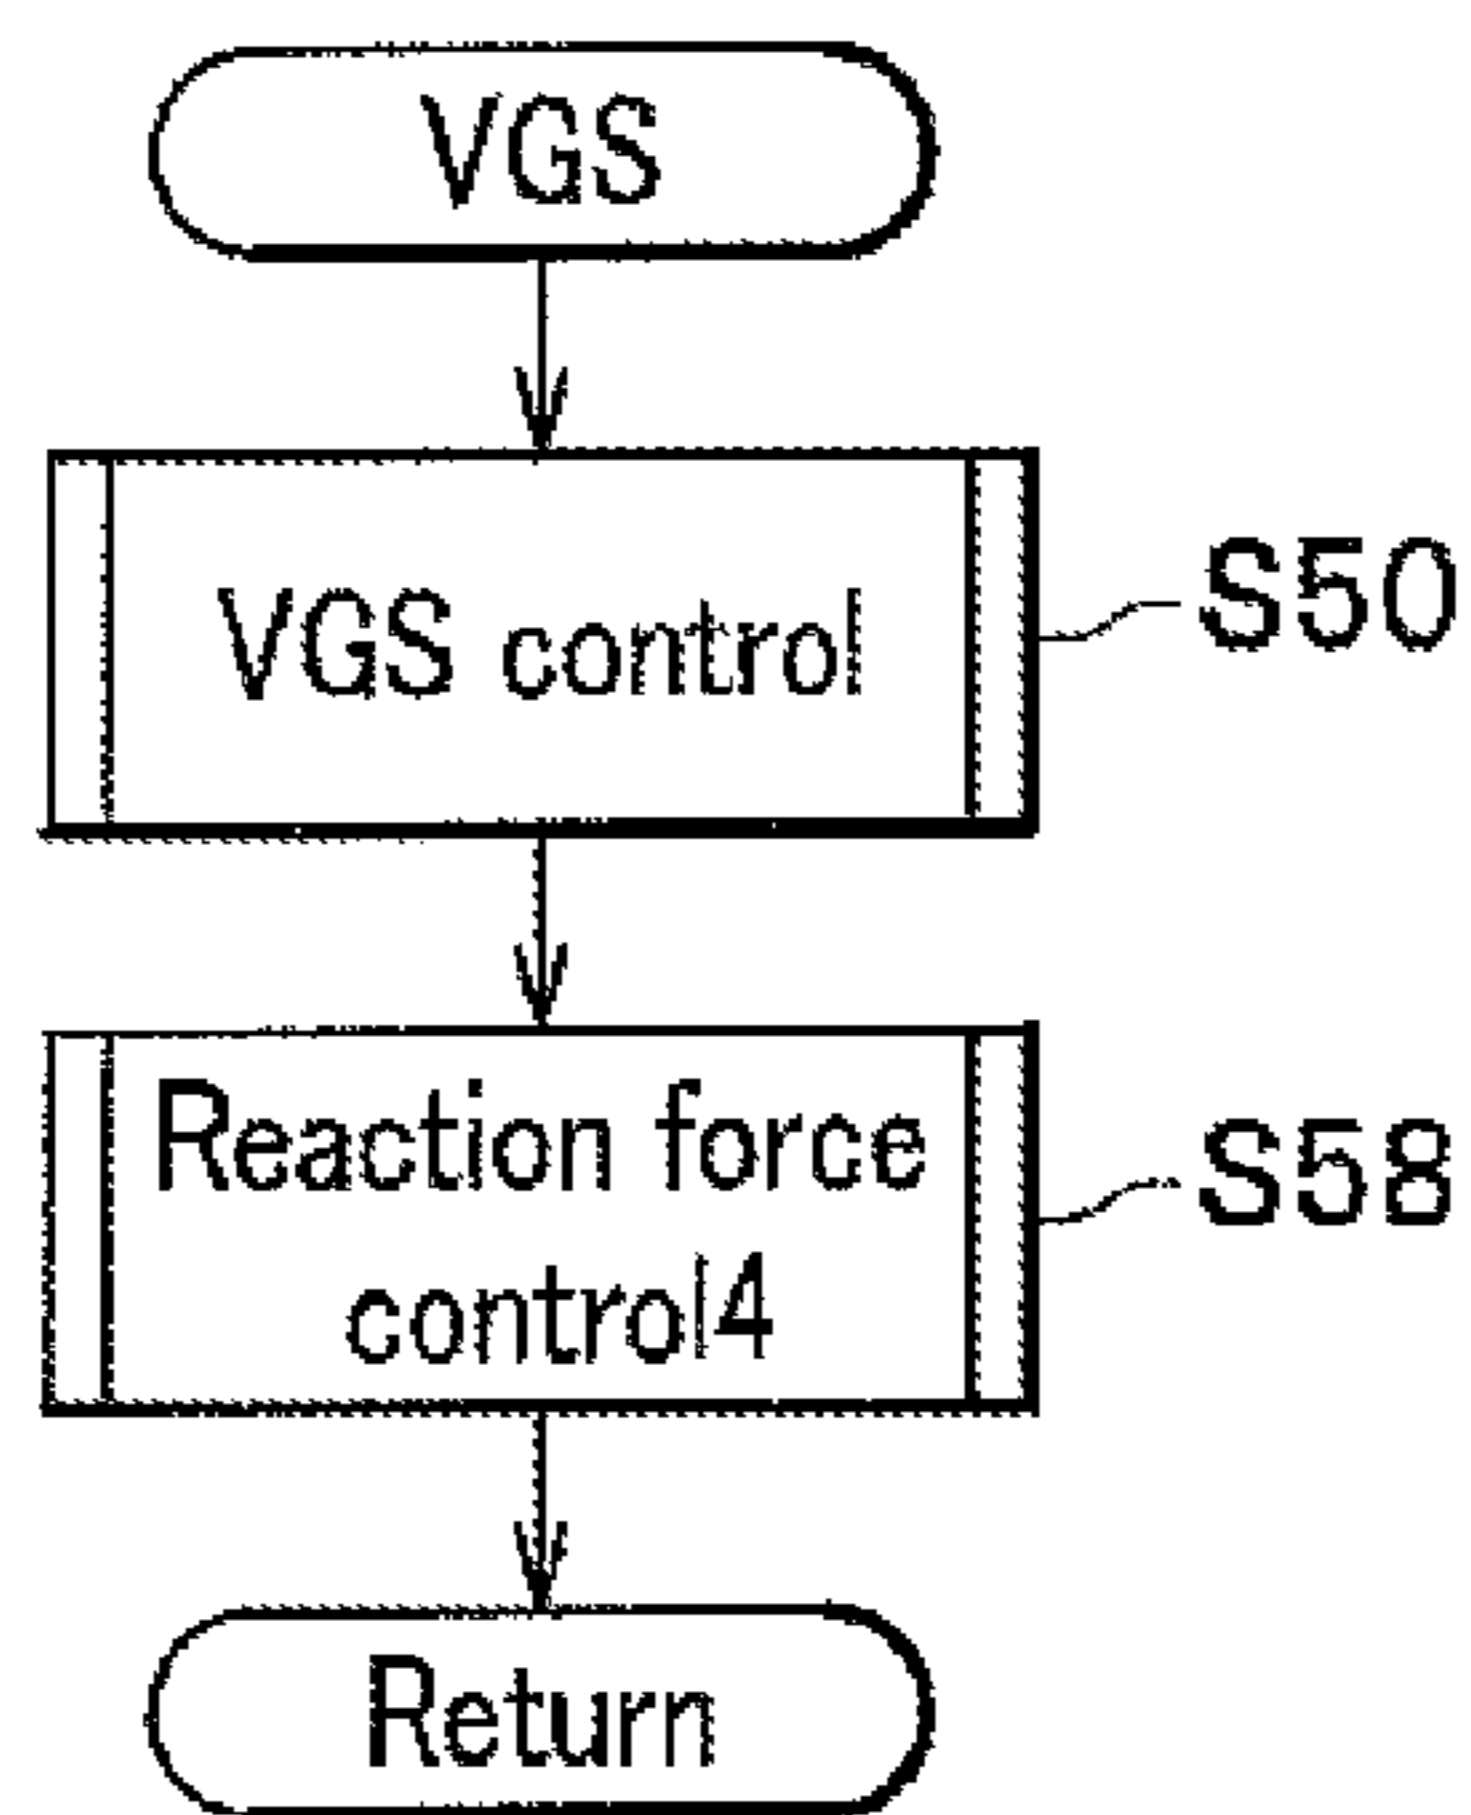 VGS
VGS control
S50
Reaction force
control4
S58
Return